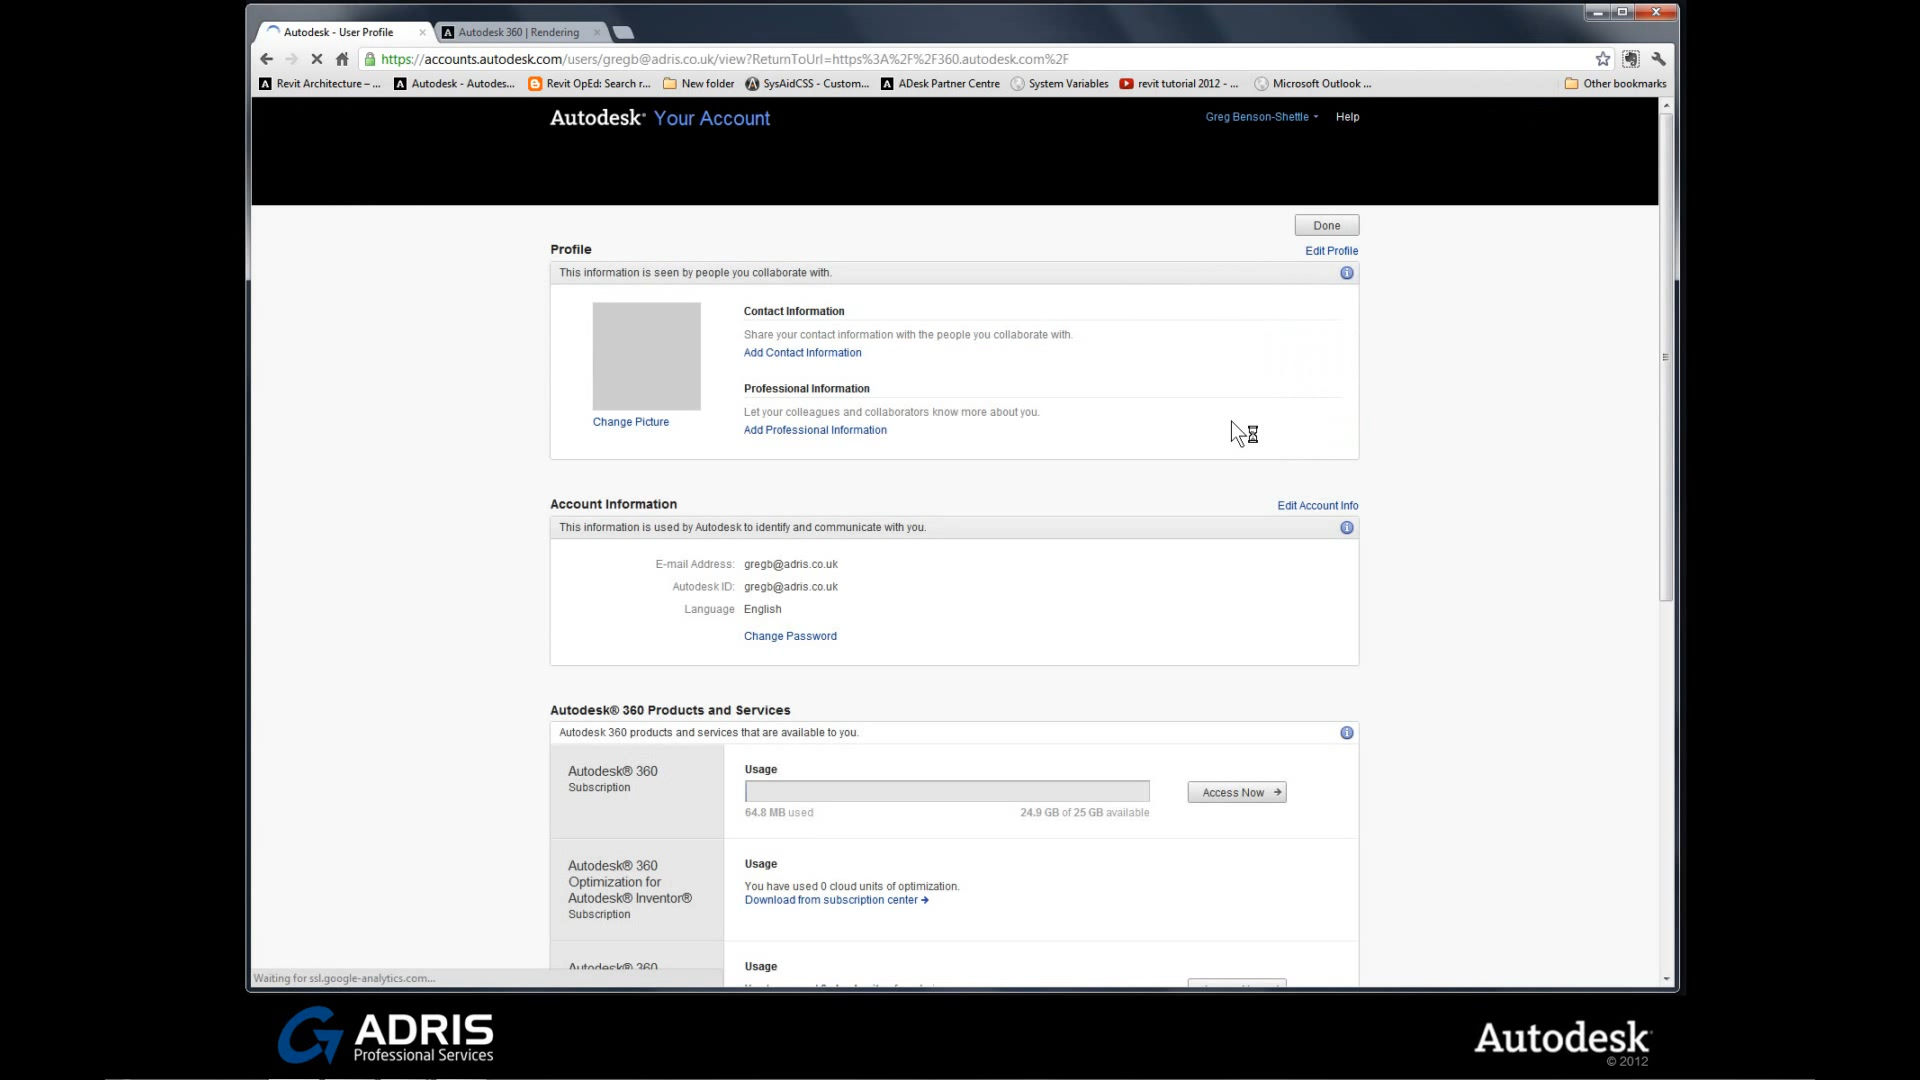 Autodesk - User Profile
Autodesk 360 | Rendering
https://accounts.autodesk.com/users/gregb@adris.co.uk/view?ReturnToUrl=https%3A%2F%2F360.autodesk.com%2F
Revit Architecture – ...
Autodesk - Autodes...
Revit OpEd: Search r...
New folder
SysAidCSS - Custom...
ADesk Partner Centre
System Variables
revit tutorial 2012 - ...
Microsoft Outlook ...
Other bookmarks
Autodesk® Your Account
Greg Benson-Shettle
Help
Done
Profile
Edit Profile
This information is seen by people you collaborate with.
Contact Information
Share your contact information with the people you collaborate with.
Add Contact Information
Professional Information
Let your colleagues and collaborators know more about you.
Change Picture
Add Professional Information
Account Information
Edit Account Info
This information is used by Autodesk to identify and communicate with you.
E-mail Address: gregb@adris.co.uk
Autodesk ID: gregb@adris.co.uk
Language English
Change Password
Autodesk® 360 Products and Services
Autodesk 360 products and services that are available to you.
Autodesk® 360
Subscription
Usage
64.8 MB used
24.9 GB of 25 GB available
Access Now
Autodesk® 360
Optimization for
Autodesk® Inventor®
Subscription
Usage
You have used 0 cloud units of optimization.
Download from subscription center
Autodesk® 360
Usage
Waiting for ssl.google-analytics.com...
ADRIS
Professional Services
Autodesk
© 2012